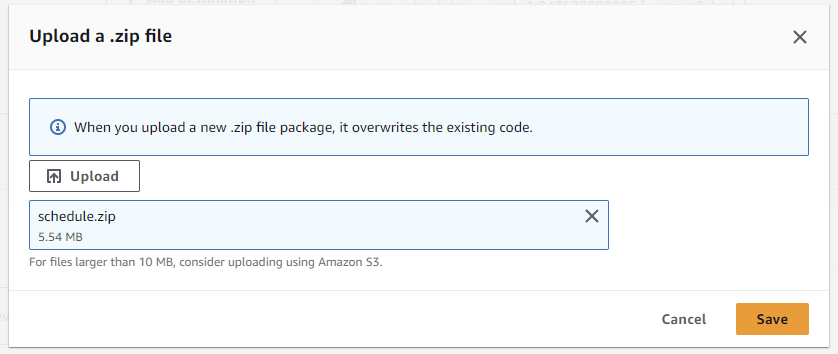 Upload a .zip file
When you upload a new .zip file package, it overwrites the existing code.
Upload
schedule.zip
5.54 MB
For files larger than 10 MB, consider uploading using Amazon S3.
Cancel
Save